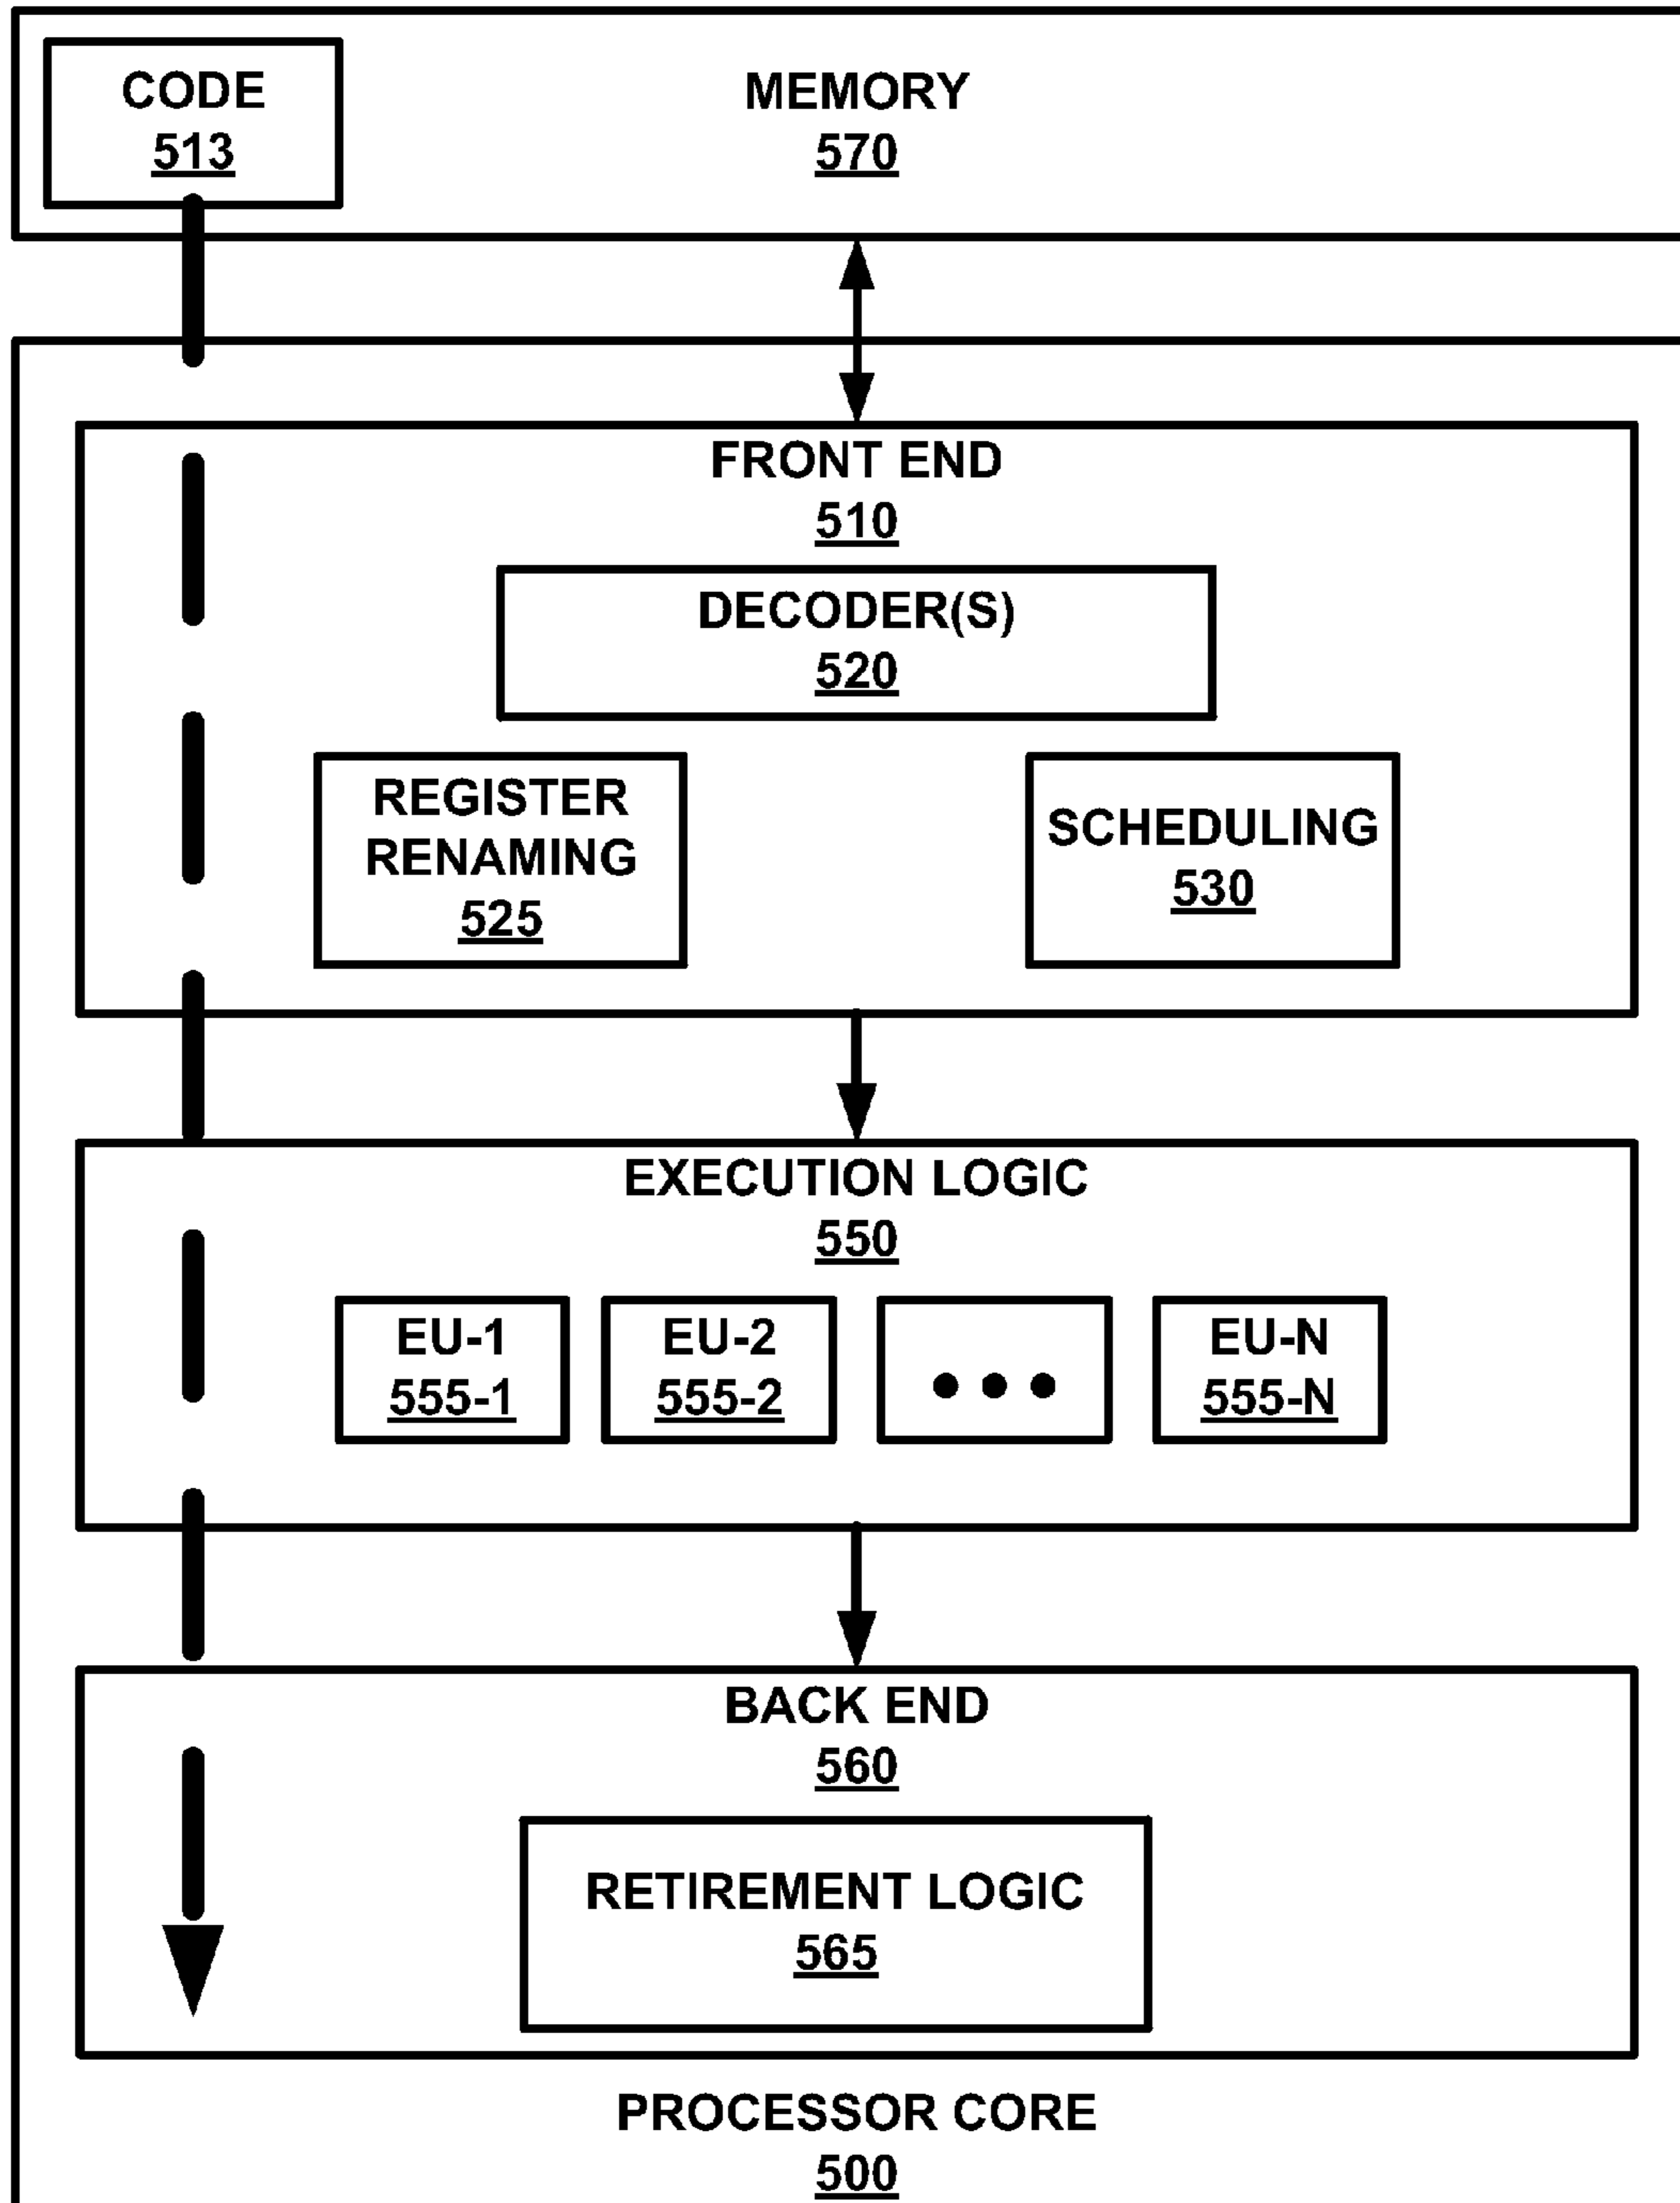 CODE
513
MEMORY
570
FRONT END
510
DECODER(S)
520
REGISTER
RENAMING
525
SCHEDULING
530
EXECUTION LOGIC
550
EU-1
555-1
EU-2
555-2
EU-N
555-N
BACK END
560
RETIREMENT LOGIC
565
PROCESSOR CORE
500